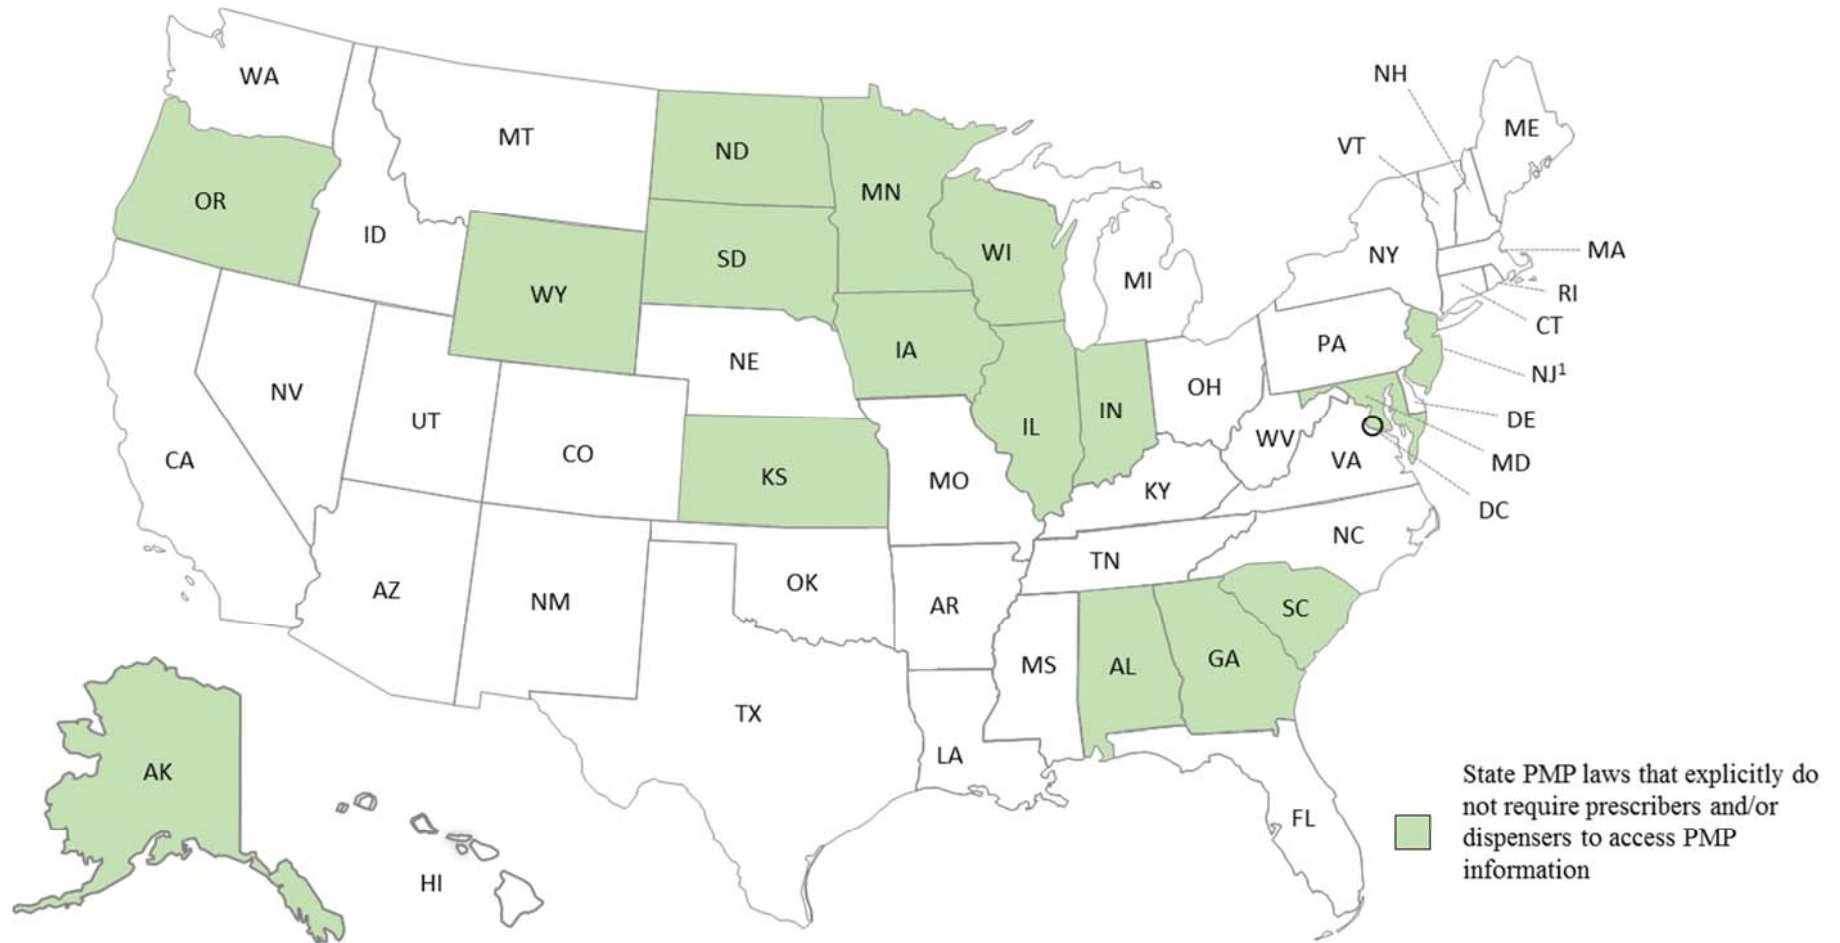 WA
MT
ND
MN
OR
ID
WY
SD
WI
MI
NH
VT
ME
NY
MA
RI
CT
NJ¹
PA
NE
IA
NV
UT
CO
CA
KS
MO
IL
IN
OH
WV
VA
KY
DE
MD
DC
AZ
NM
OK
AR
TN
NC
SC
MS
AL
GA
TX
LA
FL
AK
HI
State PMP laws that explicitly do
not require prescribers and/or
dispensers to access PMP
information